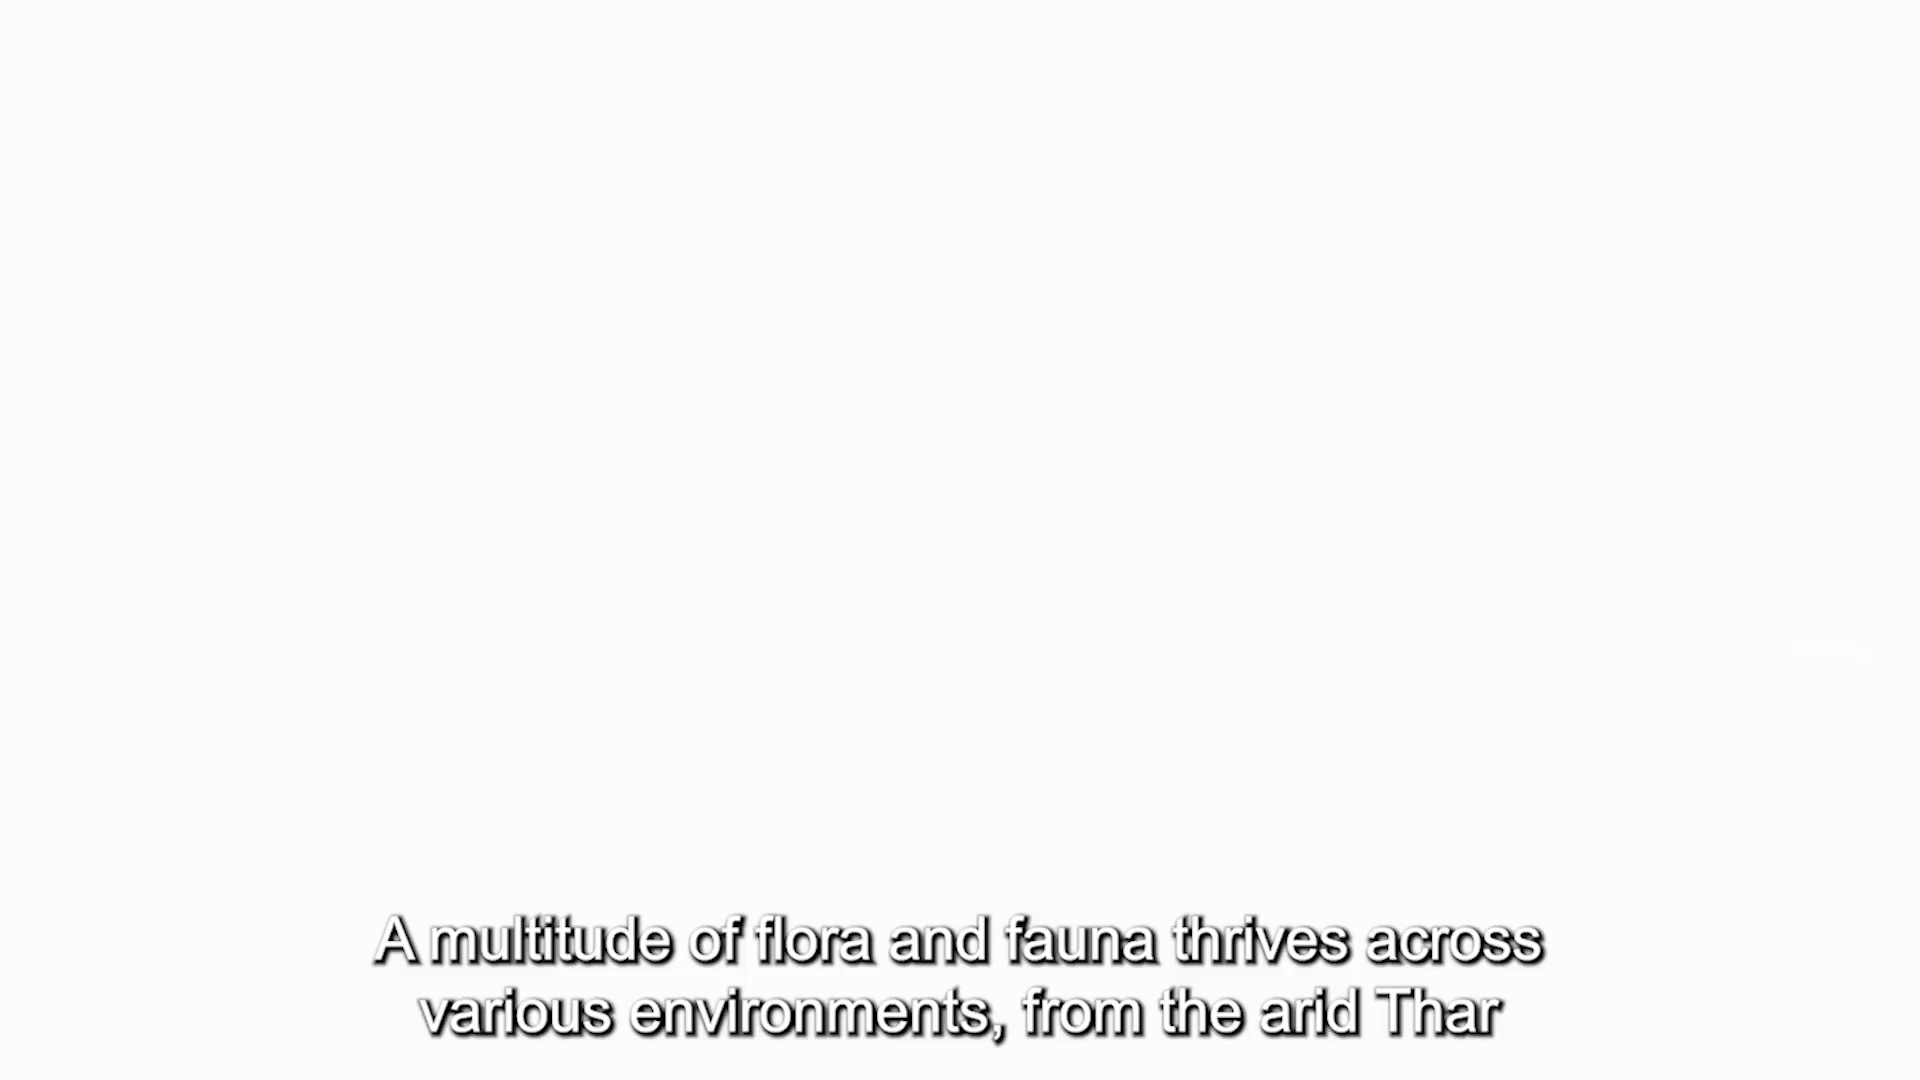 A multitude of flora and fauna thrives across
various environments, from the arid Thar